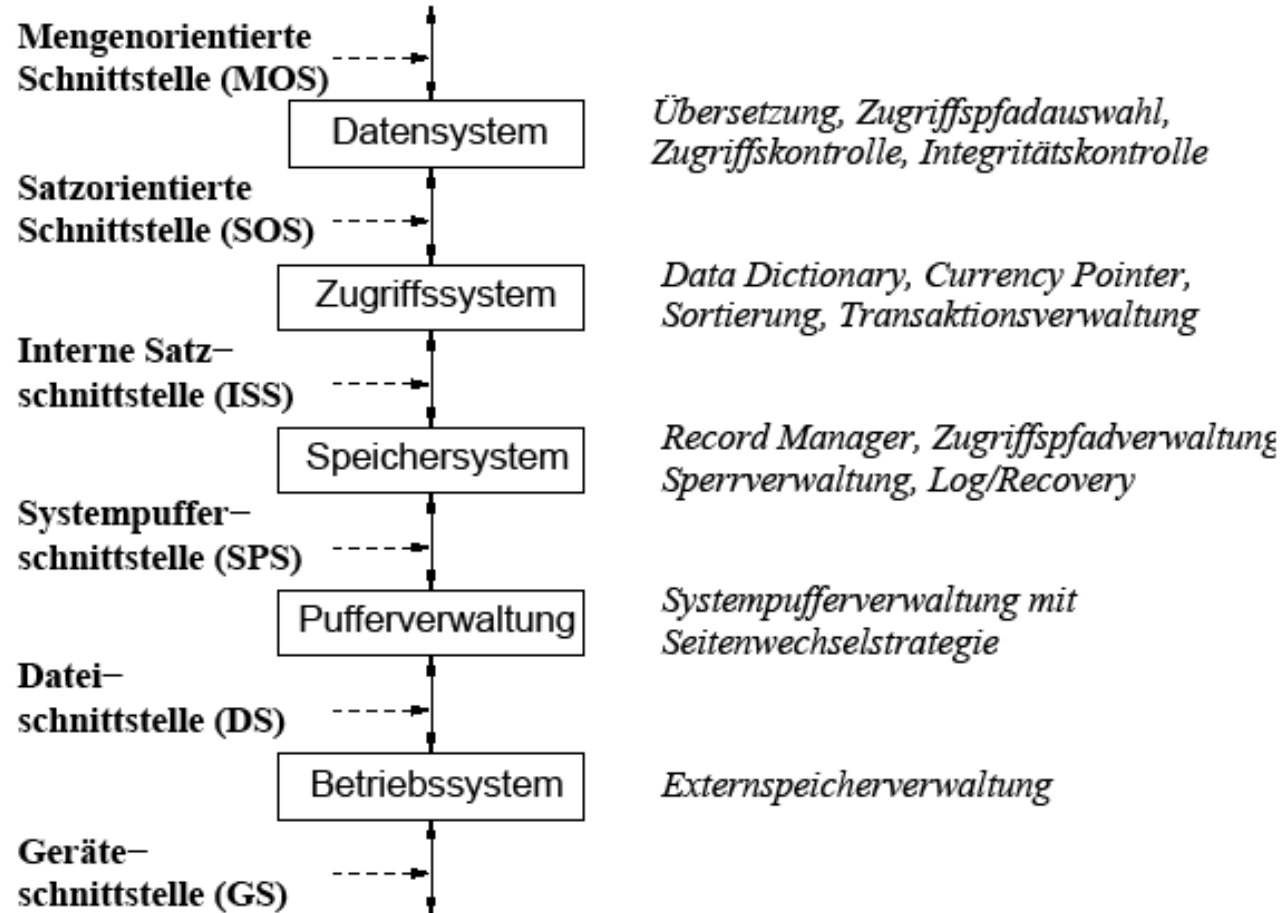 Mengenorientierte
Schnittstelle (MOS)
Datensystem
Übersetzung, Zugriffspfadauswahl,
Zugriffskontrolle, Integritätskontrolle
Satzorientierte
Schnittstelle (SOS)
Zugriffssystem
Data Dictionary, Currency Pointer,
Sortierung, Transaktionsverwaltung
Interne Satz−
schnittstelle (ISS)
Speichersystem
Record Manager, Zugriffspfadverwaltung
Sperrverwaltung, Log/Recovery
Systempuffer−
schnittstelle (SPS)
Pufferverwaltung
Systempufferverwaltung mit
Seitenwechselstrategie
Datei−
schnittstelle (DS)
Betriebssystem
Externspeicherverwaltung
Geräte−
schnittstelle (GS)